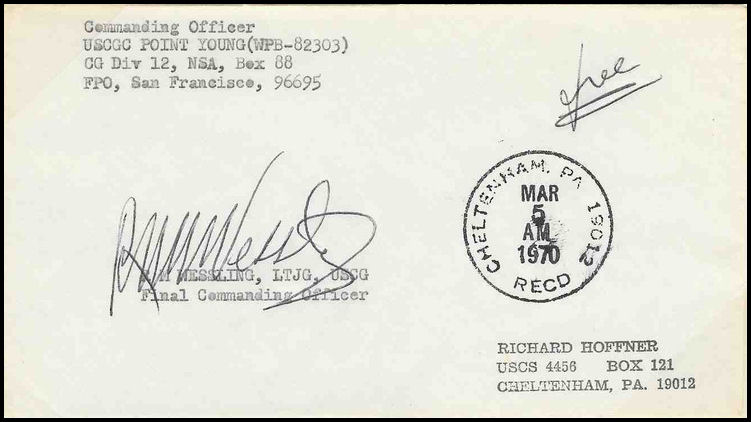 Commanding Officer
USCGC POINT YOUNG(WPB-82303)
CG Div 12, NSA, Box 88
FPO, San Francisco, 96695
free
CHELTENHAM, PA 19012
MAR
5
AM
1970
RECD
WESSLING, LTJG, USCG
Final Commanding Officer
RICHARD HOFFNER
USCS 4456 BOX 121
CHELTENHAM, PA. 19012